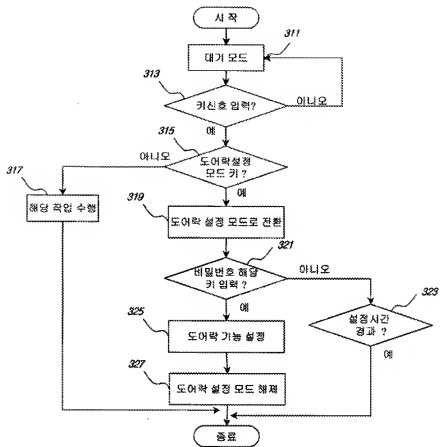 시 작
311
대기 모드
313
키신호 입력?
아니오
예
315
도어락설정
모드 키 ?
아니오
예
317
해당 작업 수행
319
도어락 설정 모드로 전환
321
비밀번호 해당
키 입력 ?
아니오
예
323
설정시간
경과 ?
예
325
도어락 기능 설정
327
도어락 설정 모드 해제
종료